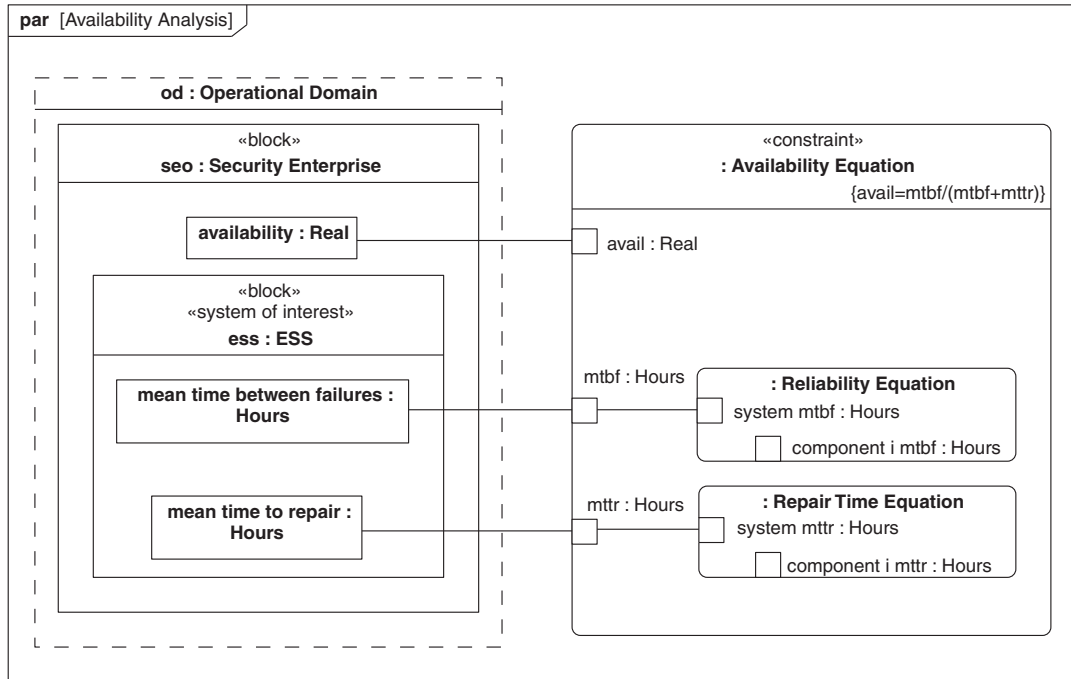 par [Availability Analysis]
od : Operational Domain
«block»
seo : Security Enterprise
availability : Real
«block»
«system of interest»
ess : ESS
mean time between failures :
Hours
mean time to repair :
Hours
«constraint»
: Availability Equation
{avail=mtbf/(mtbf+mttr)}
avail : Real
mtbf : Hours
: Reliability Equation
system mtbf : Hours
component i mtbf : Hours
mttr : Hours
: Repair Time Equation
system mttr : Hours
component i mttr : Hours